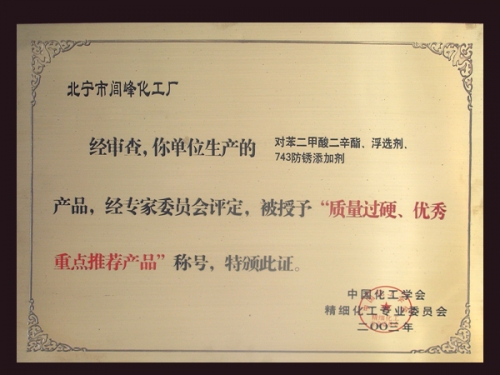 北宁市闾峰化工厂
经审查，你单位生产的 对苯二甲酸二辛酯、浮选剂、
743防锈添加剂
产品，经专家委员会评定，被授予“质量过硬、优秀
重点推荐产品”称号，特颁此证。
中国化工学会
精细化工专业委员会
二00三年